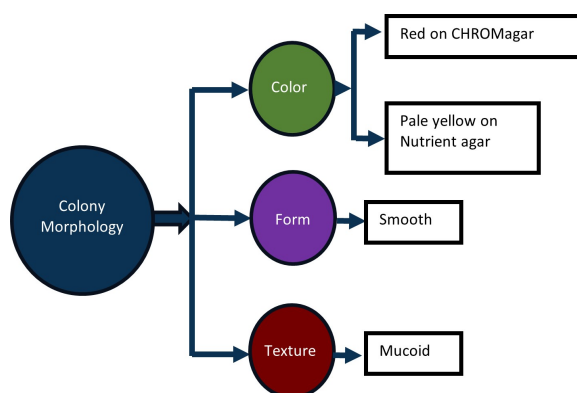 Colony
Morphology
Color
Red on CHROMagar
Pale yellow on
Nutrient agar
Form
Smooth
Texture
Mucoid